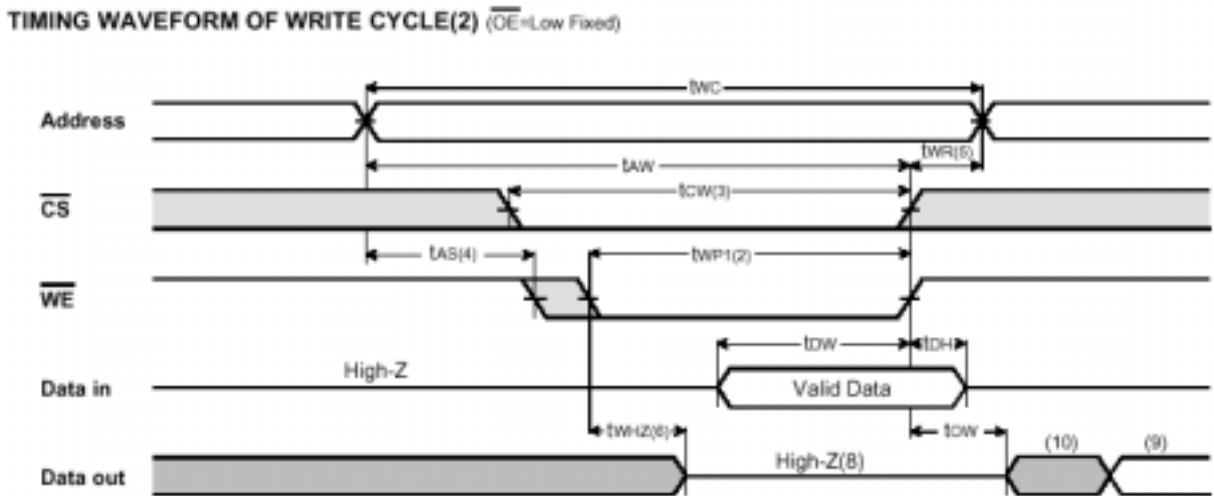 TIMING WAVEFORM OF WRITE CYCLE(2) (OE=Low Fixed)
tWC
Address
tAW
tWR(5)
tCW(3)
CS
tAS(4)
tWP1(2)
WE
tDW
tDH
High-Z
Data in
Valid Data
tWHZ(6)
tOW
(10)
(9)
High-Z(8)
Data out